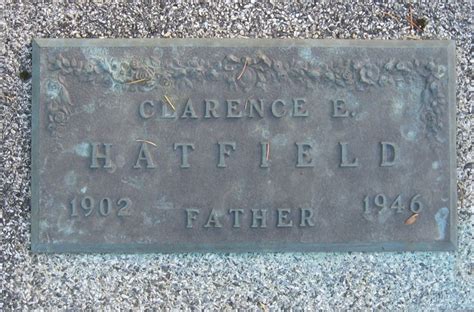 CLARENCE E.
HATFIELD
1902 FATHER 1946